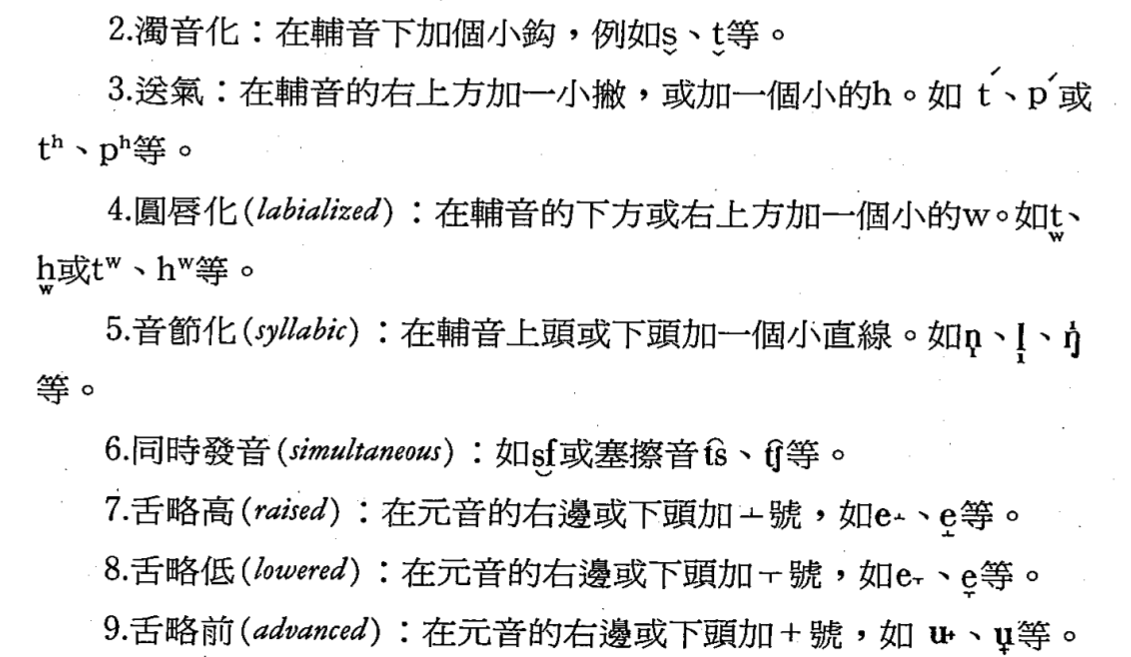 2.濁音化：在輔音下加個小鈎，例如s̬、t̬等。
3.送氣：在輔音的右上方加一小撇，或加一個小的h。如 t′、p′或
tʰ、pʰ等。
4.圓唇化(labialized)：在輔音的下方或右上方加一個小的w。如t̫、
h̫或tʷ、hʷ等。
5.音節化(syllabic)：在輔音上頭或下頭加一個小直線。如n̩、l̩、ŋ̍
等。
6.同時發音(simultaneous)：如s͜f或塞擦音t͡s、t͡ʃ等。
7.舌略高(raised)：在元音的右邊或下頭加⊥號，如e˔、e̝等。
8.舌略低(lowered)：在元音的右邊或下頭加⊤號，如e˕、e̞等。
9.舌略前(advanced)：在元音的右邊或下頭加＋號，如 u˖、u̟等。